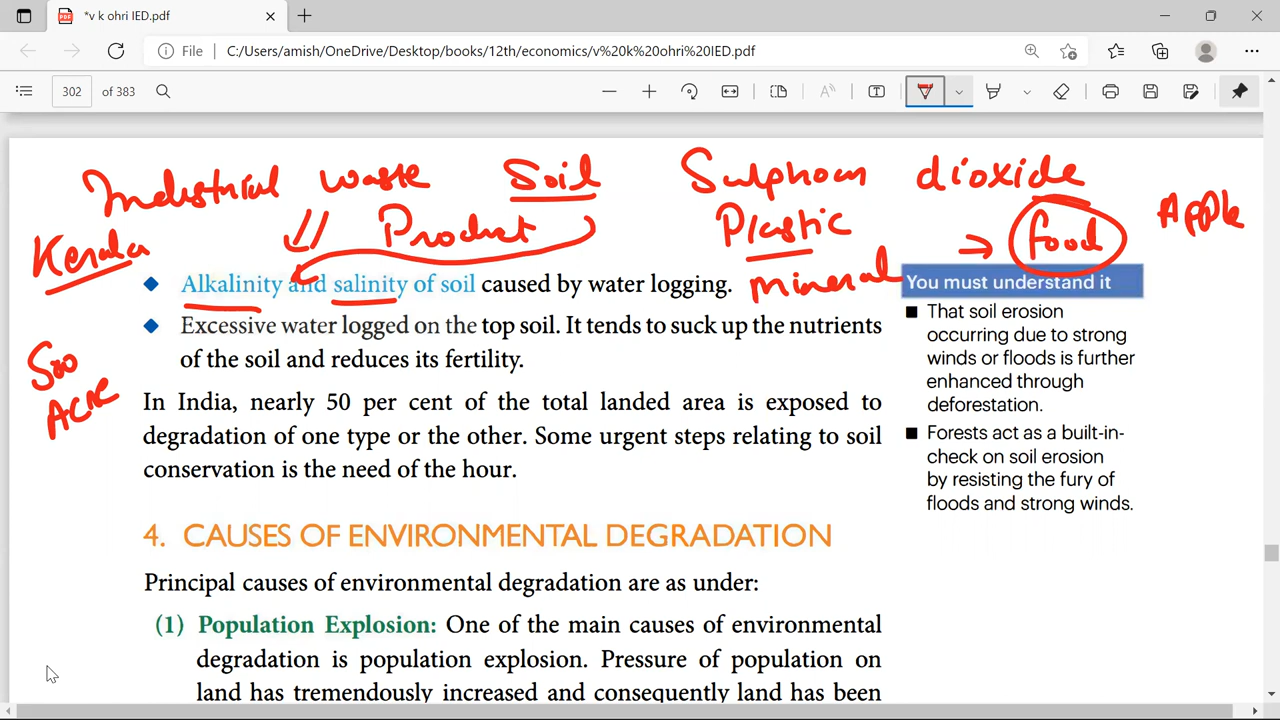 *v k ohri IED.pdf
File C:/Users/amish/OneDrive/Desktop/books/12th/economics/v%20k%20ohri%20IED.pdf
302 of 383
Industrial waste Soil Sulphour dioxide
Kerala Product Plastic food Apple
mineral
◆ Alkalinity and salinity of soil caused by water logging.
◆ Excessive water logged on the top soil. It tends to suck up the nutrients
of the soil and reduces its fertility.
In India, nearly 50 per cent of the total landed area is exposed to
degradation of one type or the other. Some urgent steps relating to soil
conservation is the need of the hour.
Acre
You must understand it
■ That soil erosion
occurring due to strong
winds or floods is further
enhanced through
deforestation.
■ Forests act as a built-in-
check on soil erosion
by resisting the fury of
floods and strong winds.
4. CAUSES OF ENVIRONMENTAL DEGRADATION
Principal causes of environmental degradation are as under:
(1) Population Explosion: One of the main causes of environmental
degradation is population explosion. Pressure of population on
land has tremendously increased and consequently land has been